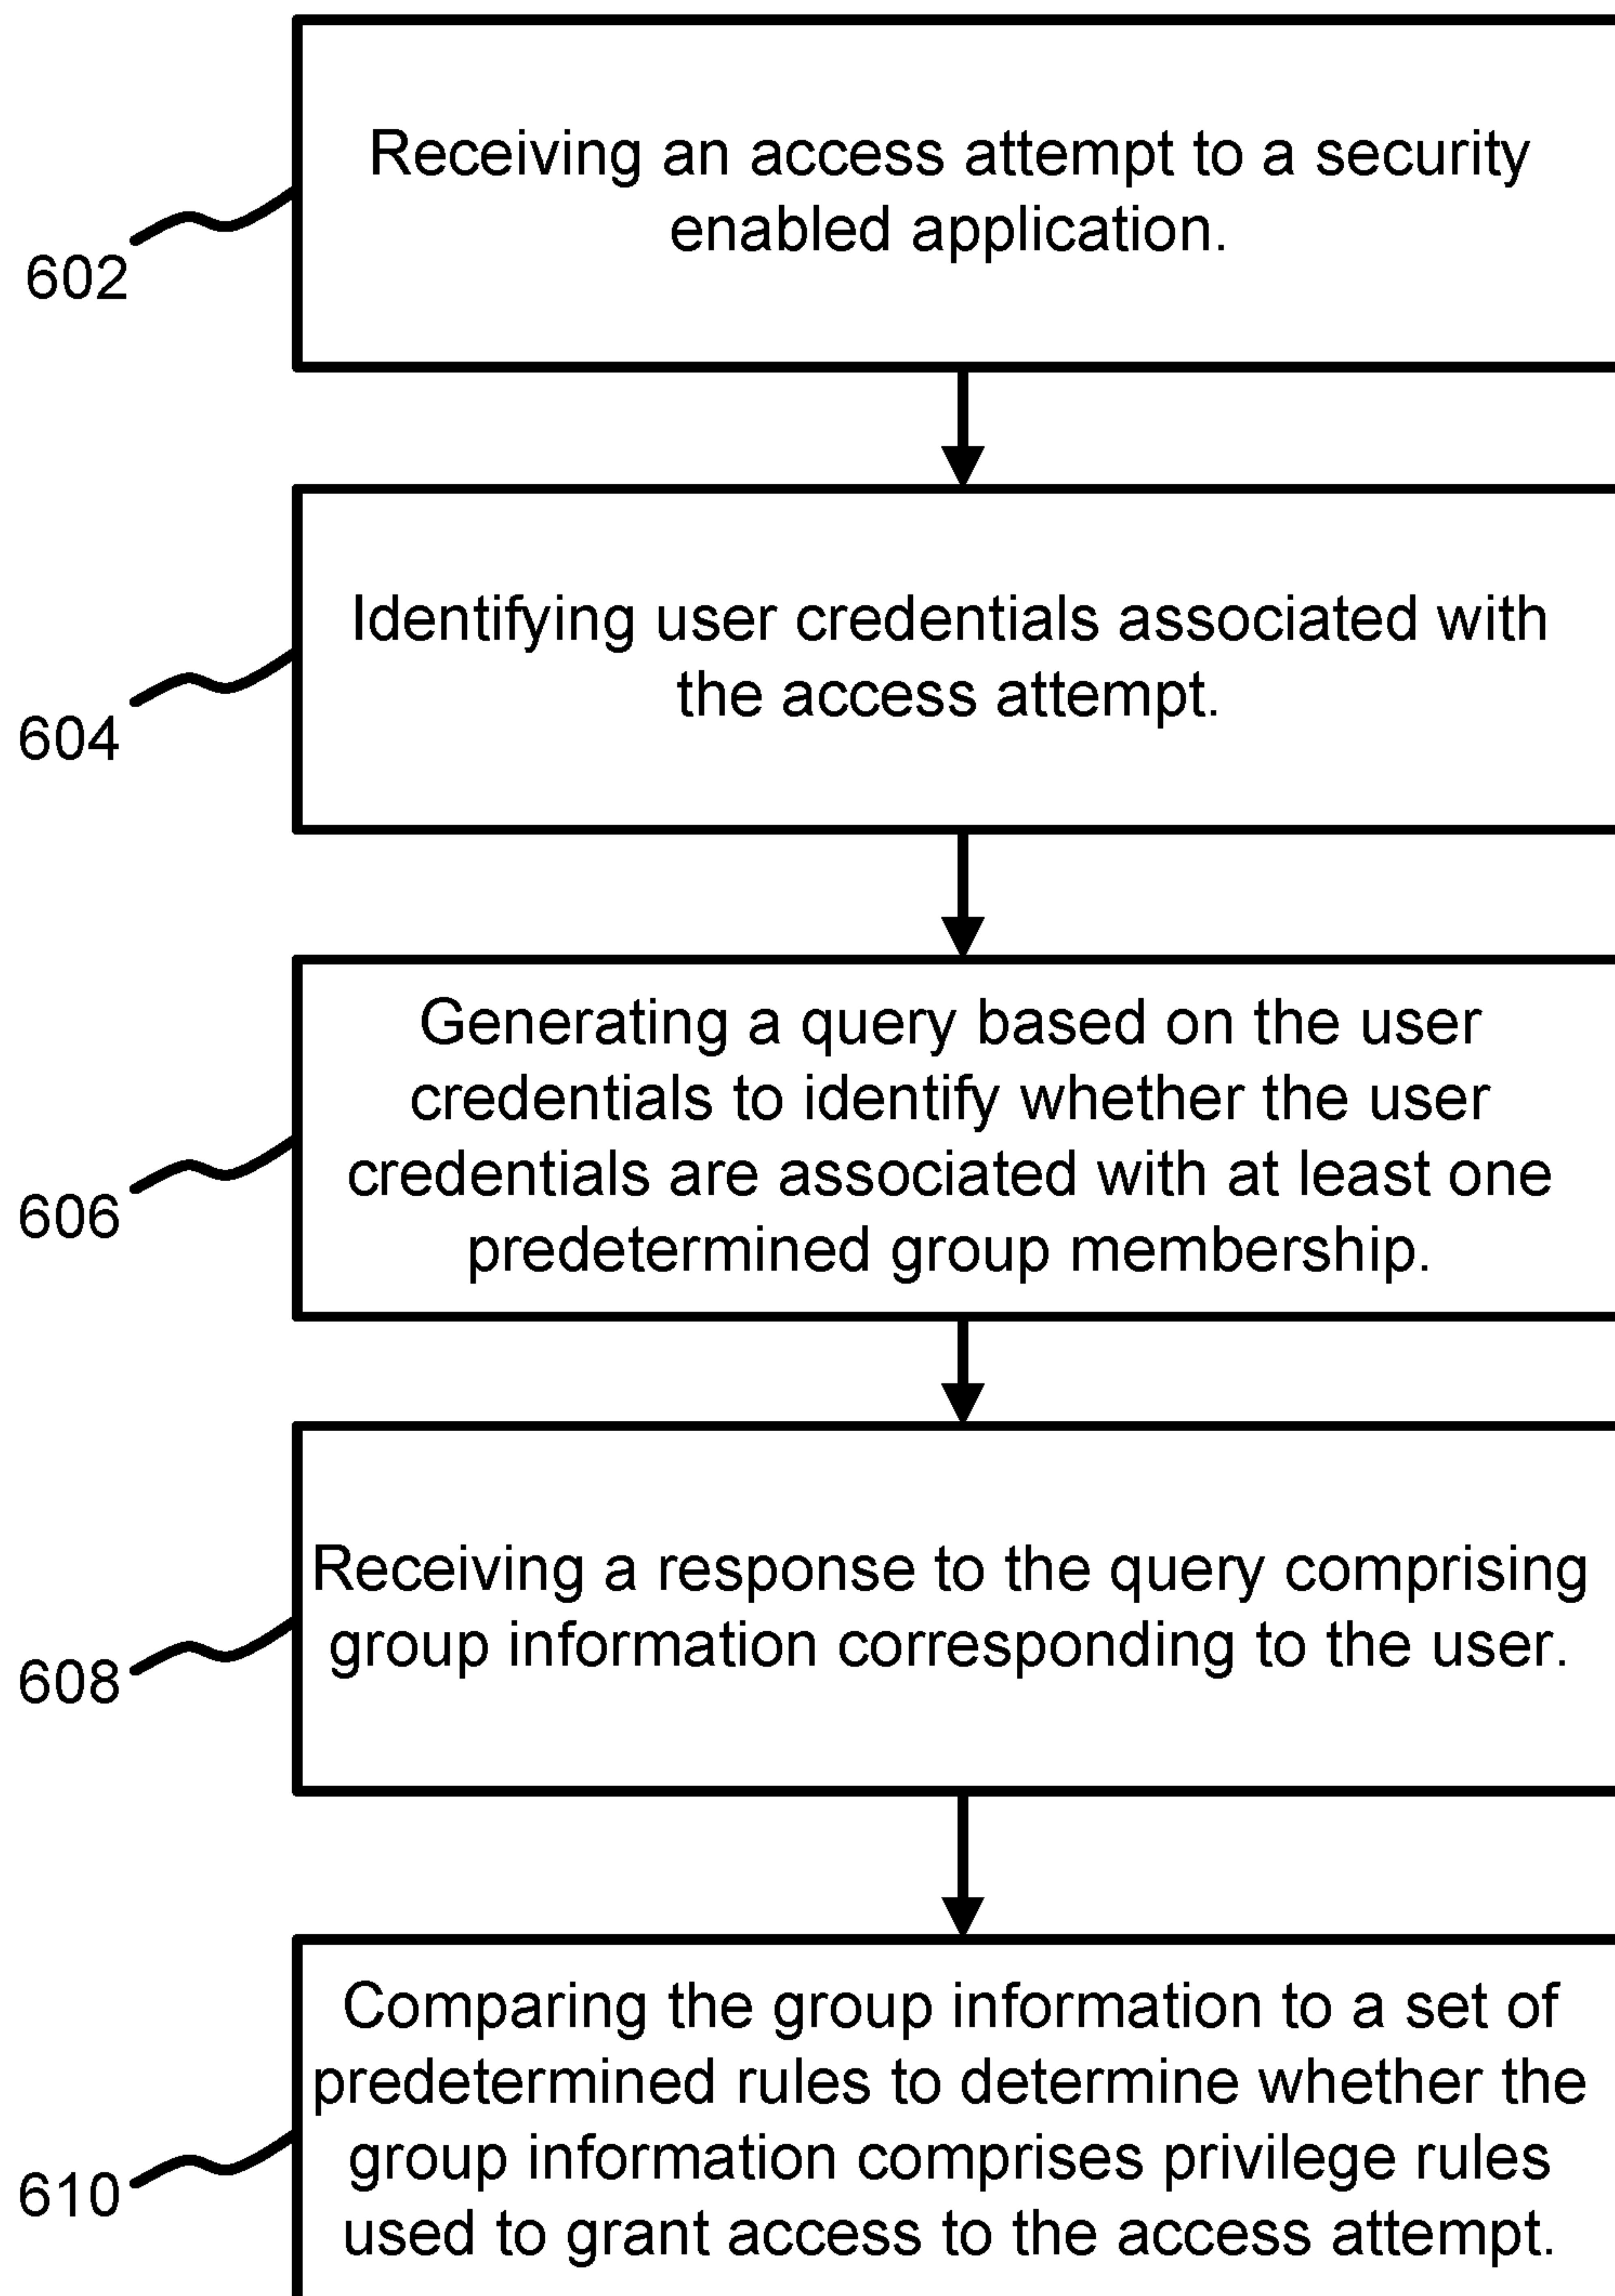 Receiving an access attempt to a security
enabled application.
602
Identifying user credentials associated with
the access attempt.
604
Generating a query based on the user
credentials to identify whether the user
credentials are associated with at least one
predetermined group membership.
606
Receiving a response to the query comprising
group information corresponding to the user.
608
Comparing the group information to a set of
predetermined rules to determine whether the
group information comprises privilege rules
used to grant access to the access attempt.
610